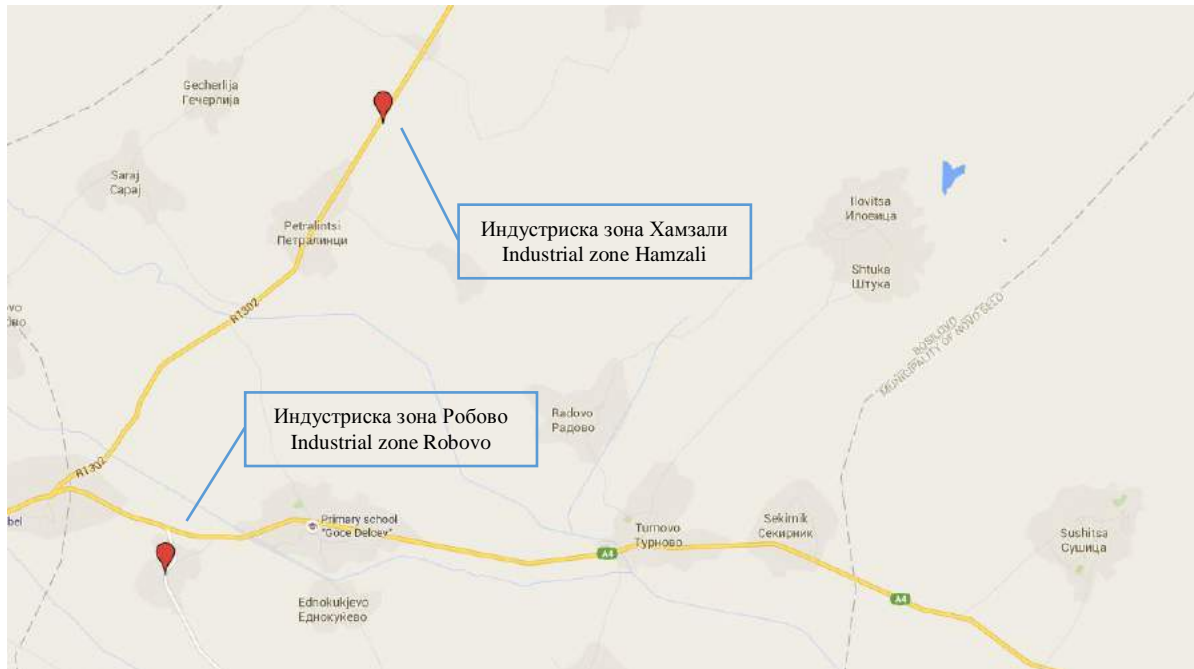 Gecherlija
Гечерлија
Saraj
Сарај
Petralintsi
Петралинци
Индустриска зона Хамзали
Industrial zone Hamzali
Ilovitsa
Иловица
Shtuka
Штука
R1302
BOSILOVO
MUNICIPALITY OF NOVO SELO
Индустриска зона Робово
Industrial zone Robovo
Radovo
Радово
R1302
Primary school
"Goce Delcev"
Turnovo
Турново
Sekirnik
Секирник
Sushitsa
Сушица
A4
A4
Ednokukjevo
Еднокуќево